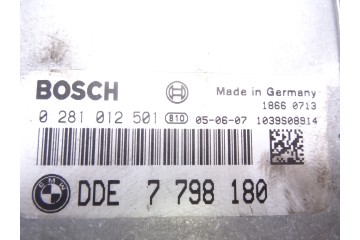 BOSCH
Made in Germany
1866 0713
0 281 012 501 810 05-06-07 1039S08914
BMW
DDE 7 798 180